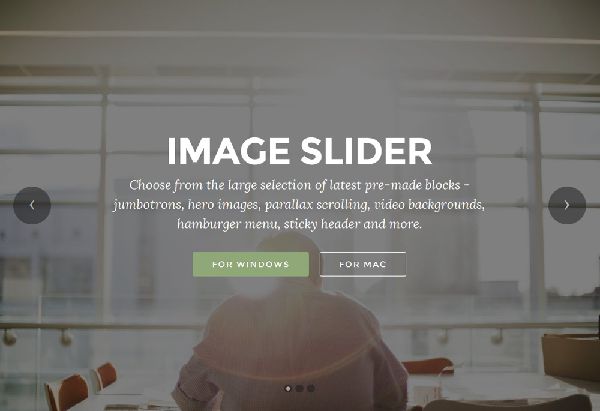 IMAGE SLIDER
Choose from the large selection of latest pre-made blocks -
jumbotrons, hero images, parallax scrolling, video backgrounds,
hamburger menu, sticky header and more.
FOR WINDOWS
FOR MAC